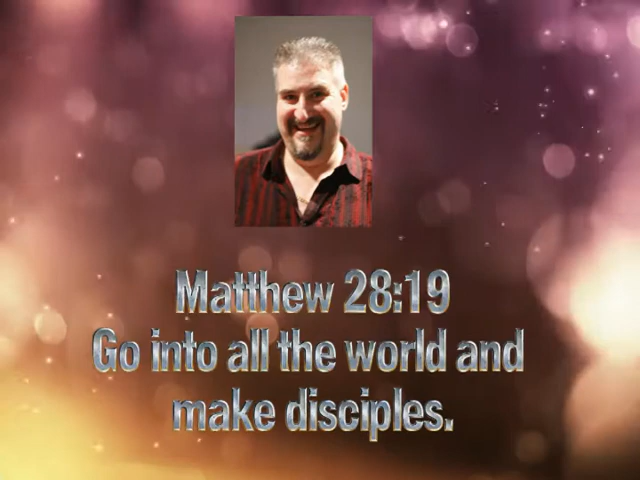 Matthew 28:19
Go into all the world and
make disciples.